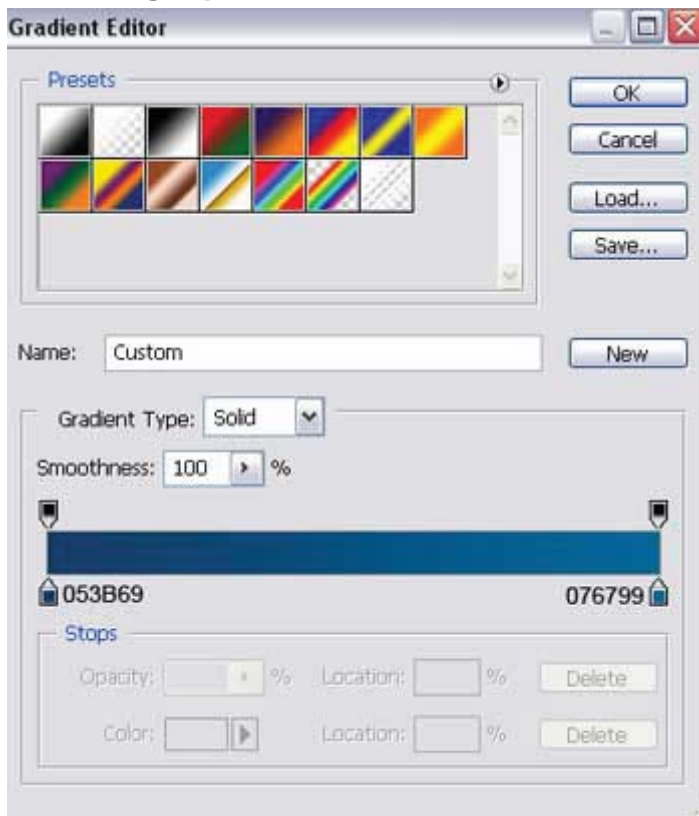 Gradient Editor
Presets
OK
Cancel
Load...
Save...
Name: Custom
New
Gradient Type: Solid
Smoothness: 100 %
053B69 076799
Stops
Opacity: % Location: % Delete
Color: Location: % Delete